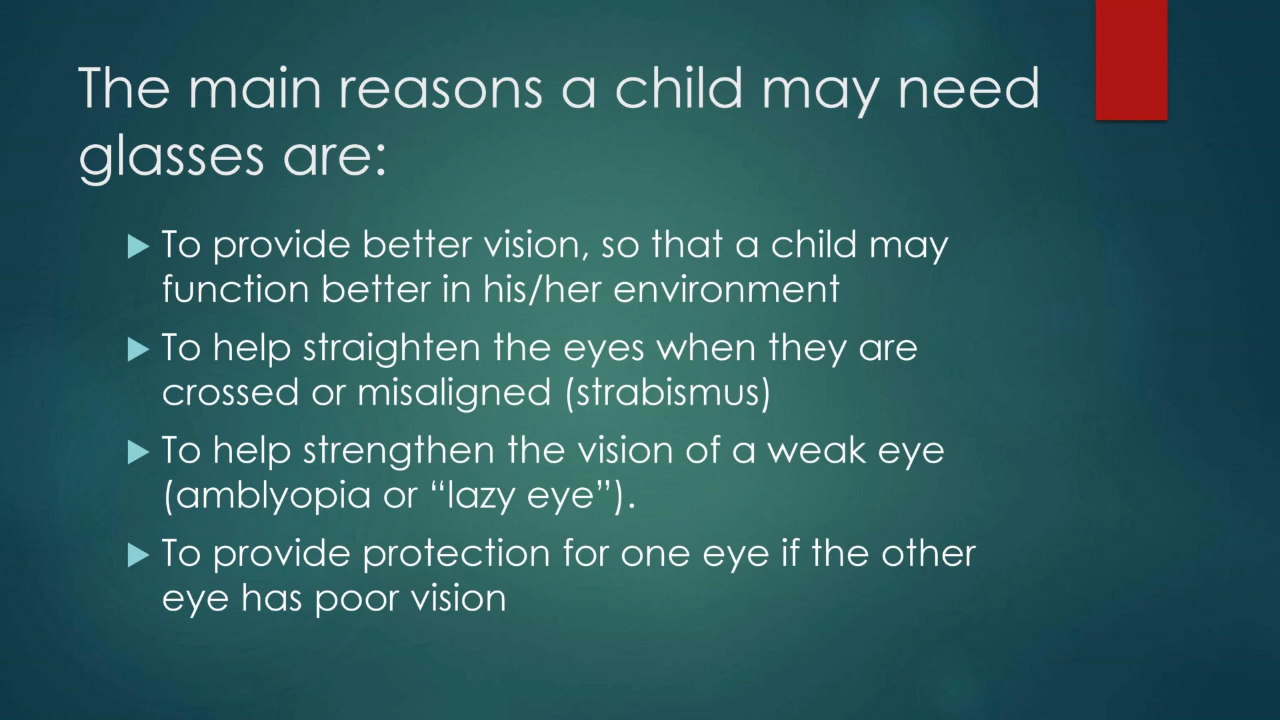 The main reasons a child may need
glasses are:
To provide better vision, so that a child may
function better in his/her environment
To help straighten the eyes when they are
crossed or misaligned (strabismus)
To help strengthen the vision of a weak eye
(amblyopia or “lazy eye”).
To provide protection for one eye if the other
eye has poor vision